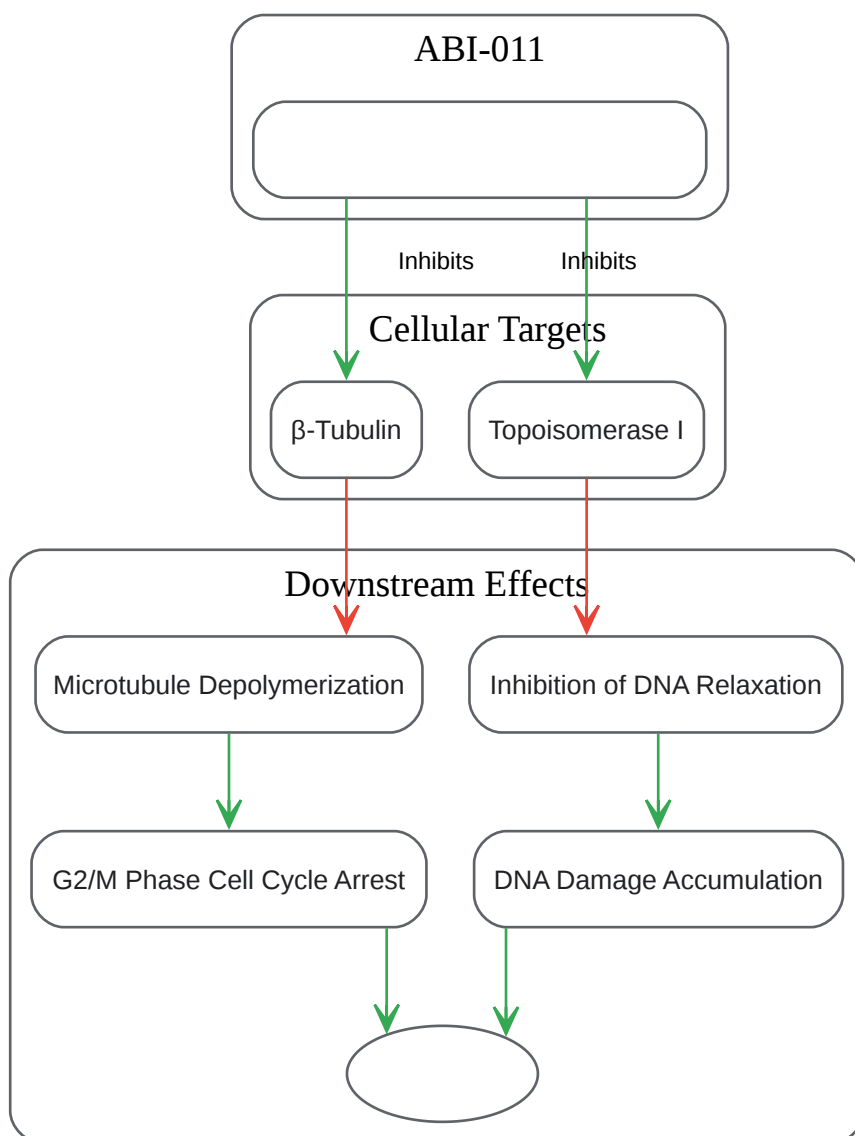 ABI-011
Inhibits Inhibits
Cellular Targets
β-Tubulin Topoisomerase I
Downstream Effects
Microtubule Depolymerization Inhibition of DNA Relaxation
G2/M Phase Cell Cycle Arrest DNA Damage Accumulation